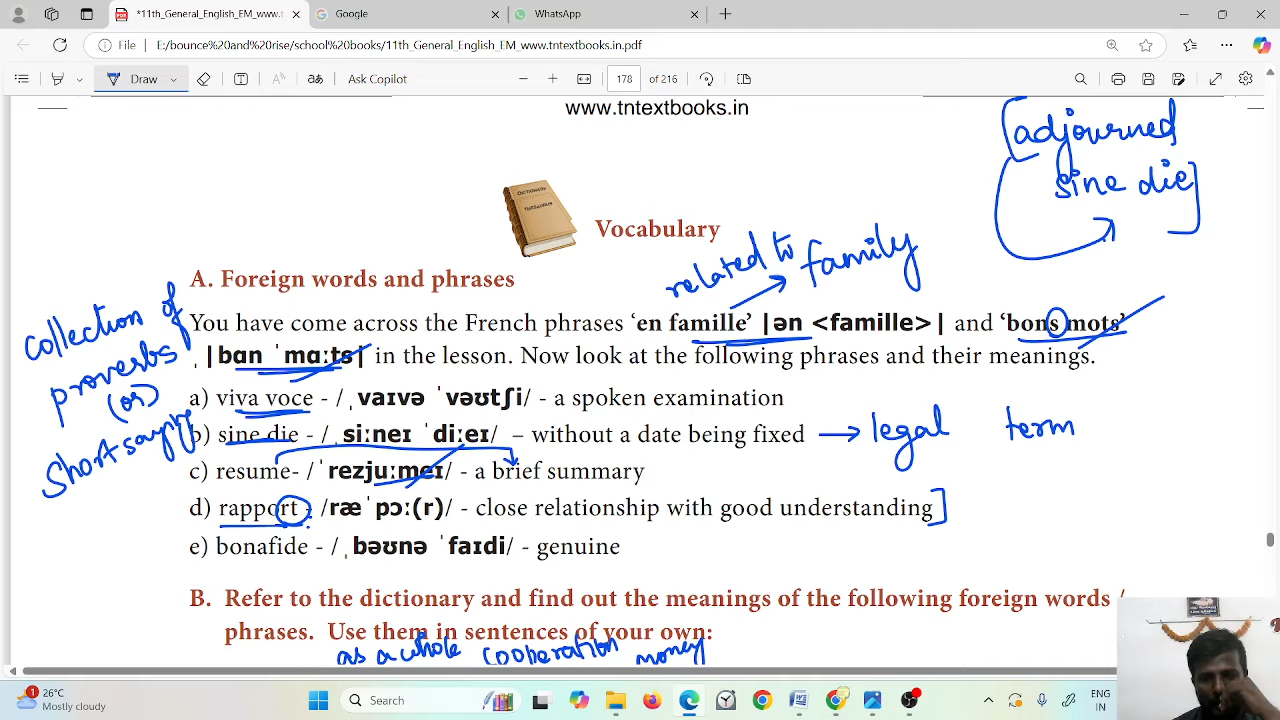 *11th_General_English_EM_www.t
Google
WhatsApp
File
E:/bounce%20and%20rise/school%20books/11th_General_English_EM_www.tntextbooks.in.pdf
Draw
Ask Copilot
178
of 216
www.tntextbooks.in
adjourned
sine die
DICTIONARY
Vocabulary
related to family
A. Foreign words and phrases
collection of
proverbs
(or)
short sayings
You have come across the French phrases ‘en famille’ |ən <famille>| and ‘bons mots’
|bɑn ˈmɑːts| in the lesson. Now look at the following phrases and their meanings.
a) viva voce - /ˌvaɪvə ˈvəʊtʃi/ - a spoken examination
b) sine die - /ˌsiːneɪ ˈdiːeɪ/ – without a date being fixed → legal term
c) resume- /ˈrezjuːmeɪ/ - a brief summary
d) rapport - /ræˈpɔː(r)/ - close relationship with good understanding
e) bonafide - /ˌbəʊnə ˈfaɪdi/ - genuine
B. Refer to the dictionary and find out the meanings of the following foreign words /
phrases. Use them in sentences of your own:
as a whole cooperation money
1
26°C
Mostly cloudy
Search
ENG
IN